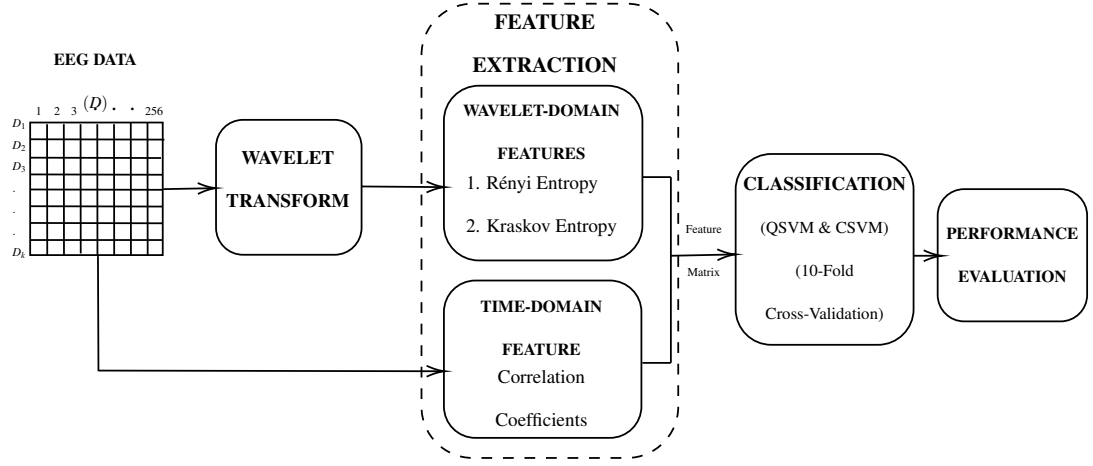 EEG DATA
(D)
1 2 3 . . . 256
D1
D2
D3
.
.
.
Dk
WAVELET
TRANSFORM
FEATURE
EXTRACTION
WAVELET-DOMAIN
FEATURES
1. Rényi Entropy
2. Kraskov Entropy
TIME-DOMAIN
FEATURE
Correlation
Coefficients
Feature
Matrix
CLASSIFICATION
(QSVM & CSVM)
(10-Fold
Cross-Validation)
PERFORMANCE
EVALUATION